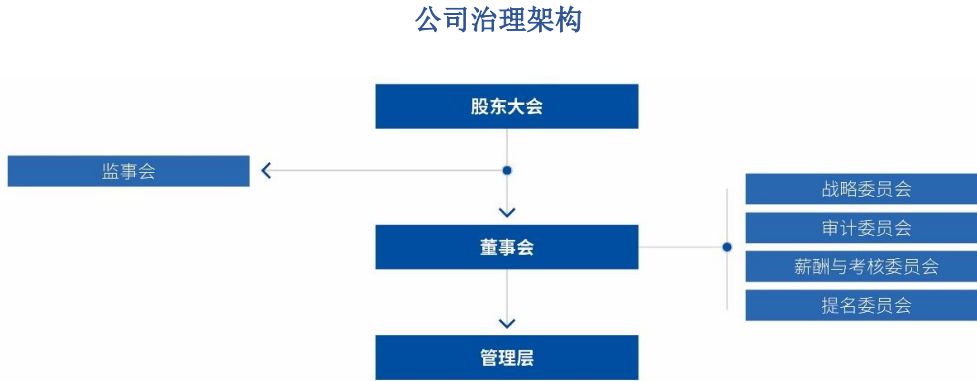 公司治理架构
股东大会
监事会
董事会
战略委员会
审计委员会
薪酬与考核委员会
提名委员会
管理层